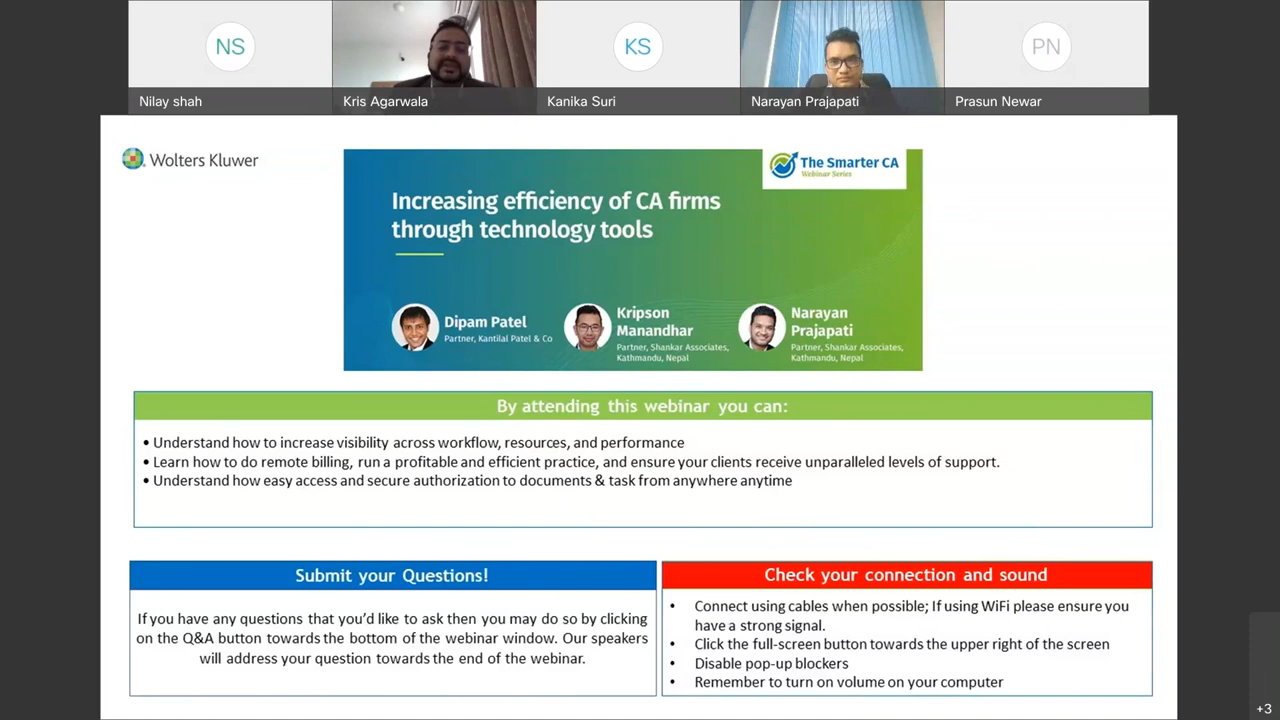 NS
KS
PN
Nilay shah
Kris Agarwala
Kanika Suri
Narayan Prajapati
Prasun Newar
Wolters Kluwer
The Smarter CA
Webinar Series
Increasing efficiency of CA firms
through technology tools
Dipam Patel
Partner, Kantilal Patel & Co
Kripson
Manandhar
Partner, Shankar Associates,
Kathmandu, Nepal
Narayan
Prajapati
Partner, Shankar Associates,
Kathmandu, Nepal
By attending this webinar you can:
• Understand how to increase visibility across workflow, resources, and performance
• Learn how to do remote billing, run a profitable and efficient practice, and ensure your clients receive unparalleled levels of support.
• Understand how easy access and secure authorization to documents & task from anywhere anytime
Submit your Questions!
If you have any questions that you'd like to ask then you may do so by clicking
on the Q&A button towards the bottom of the webinar window. Our speakers
will address your question towards the end of the webinar.
Check your connection and sound
• Connect using cables when possible; If using WiFi please ensure you
have a strong signal.
• Click the full-screen button towards the upper right of the screen
• Disable pop-up blockers
• Remember to turn on volume on your computer
+3